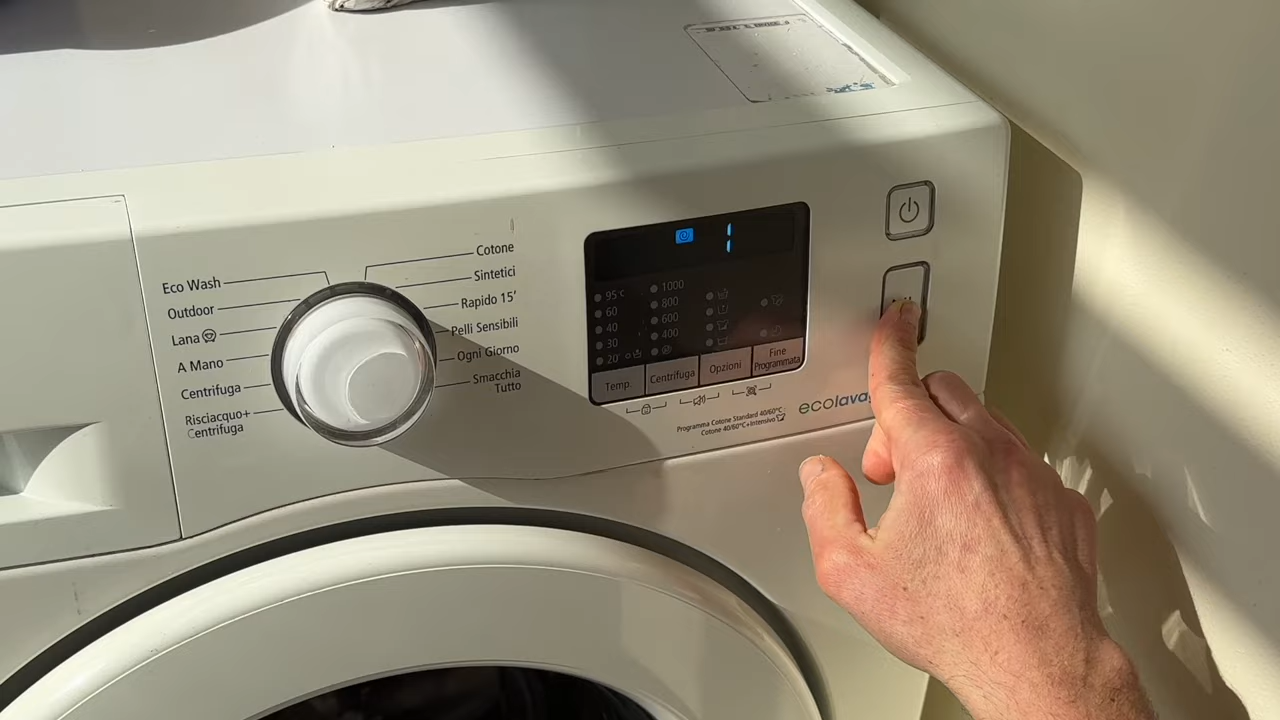 Eco Wash
Outdoor
Lana
A Mano
Centrifuga
Risciacquo+
Centrifuga
Cotone
Sintetici
Rapido 15'
Pelli Sensibili
Ogni Giorno
Smacchia
Tutto
1
95°C
60
40
30
20
1000
800
600
400
Temp.
Centrifuga
Opzioni
Fine
Programmata
Programma Cotone Standard 40/60°C:
Cotone 40/60°C+Intensivo